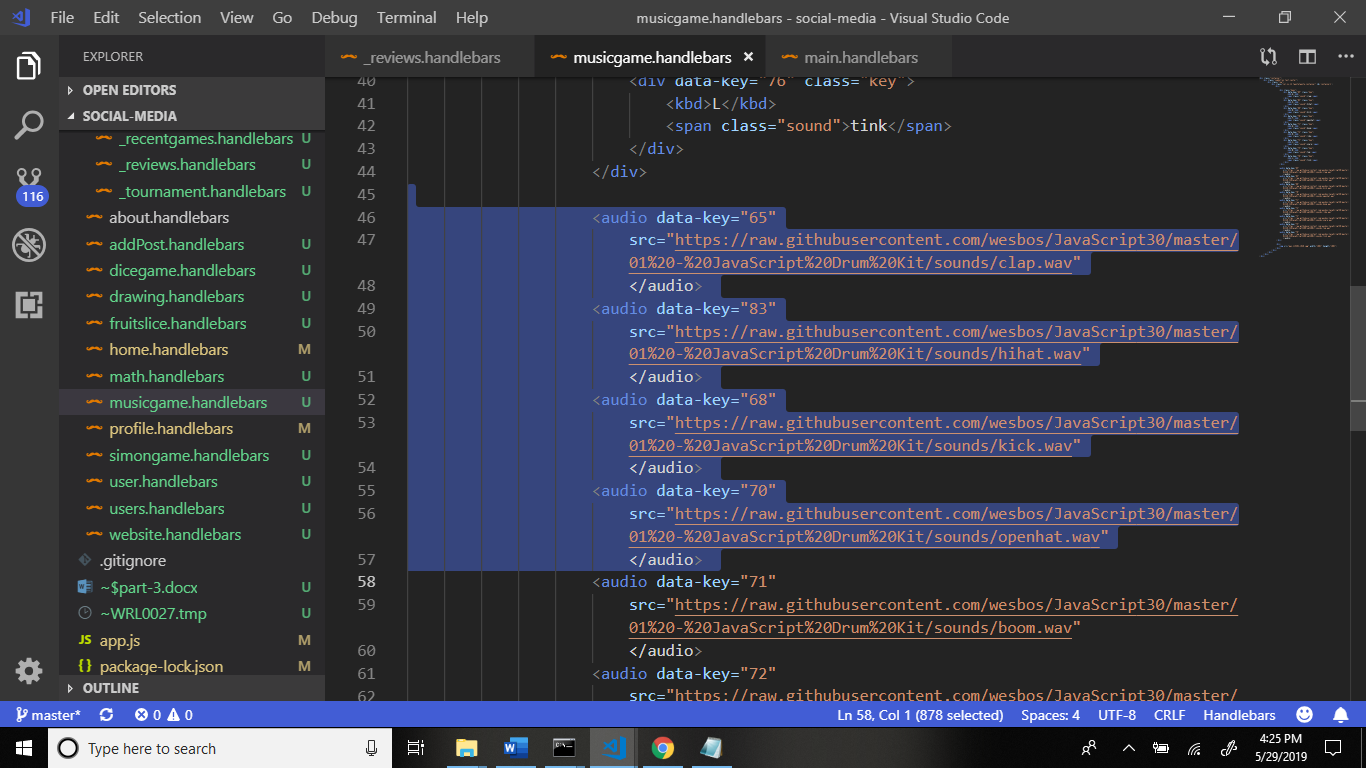 File Edit Selection View Go Debug Terminal Help
musicgame.handlebars - social-media - Visual Studio Code
EXPLORER
_reviews.handlebars
musicgame.handlebars ×
main.handlebars
OPEN EDITORS
SOCIAL-MEDIA
_recentgames.handlebars U
_reviews.handlebars U
_tournament.handlebars U
about.handlebars
addPost.handlebars U
dicegame.handlebars U
drawing.handlebars U
fruitslice.handlebars U
home.handlebars M
math.handlebars U
musicgame.handlebars U
profile.handlebars M
simongame.handlebars U
user.handlebars U
users.handlebars U
website.handlebars U
.gitignore
~$part-3.docx U
~WRL0027.tmp U
JS app.js M
{} package-lock.json M
OUTLINE
116
40 <div data-key="76" class="key">
41 <kbd>L</kbd>
42 <span class="sound">tink</span>
43 </div>
44 </div>
45
46 <audio data-key="65"
47 src="https://raw.githubusercontent.com/wesbos/JavaScript30/master/
01%20-%20JavaScript%20Drum%20Kit/sounds/clap.wav"
48 </audio>
49 <audio data-key="83"
50 src="https://raw.githubusercontent.com/wesbos/JavaScript30/master/
01%20-%20JavaScript%20Drum%20Kit/sounds/hihat.wav"
51 </audio>
52 <audio data-key="68"
53 src="https://raw.githubusercontent.com/wesbos/JavaScript30/master/
01%20-%20JavaScript%20Drum%20Kit/sounds/kick.wav"
54 </audio>
55 <audio data-key="70"
56 src="https://raw.githubusercontent.com/wesbos/JavaScript30/master/
01%20-%20JavaScript%20Drum%20Kit/sounds/openhat.wav"
57 </audio>
58 <audio data-key="71"
59 src="https://raw.githubusercontent.com/wesbos/JavaScript30/master/
01%20-%20JavaScript%20Drum%20Kit/sounds/boom.wav"
60 </audio>
61 <audio data-key="72"
62 src="https://raw.githubusercontent.com/wesbos/JavaScript30/master/
master* 0 0
Ln 58, Col 1 (878 selected) Spaces: 4 UTF-8 CRLF Handlebars
Type here to search
4:25 PM
5/29/2019